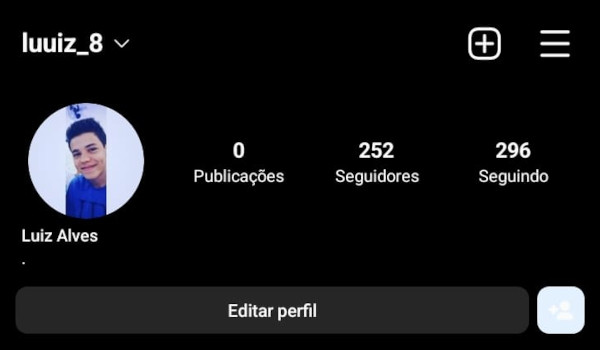 luuiz_8
0 252 296
Publicações Seguidores Seguindo
Luiz Alves
.
Editar perfil